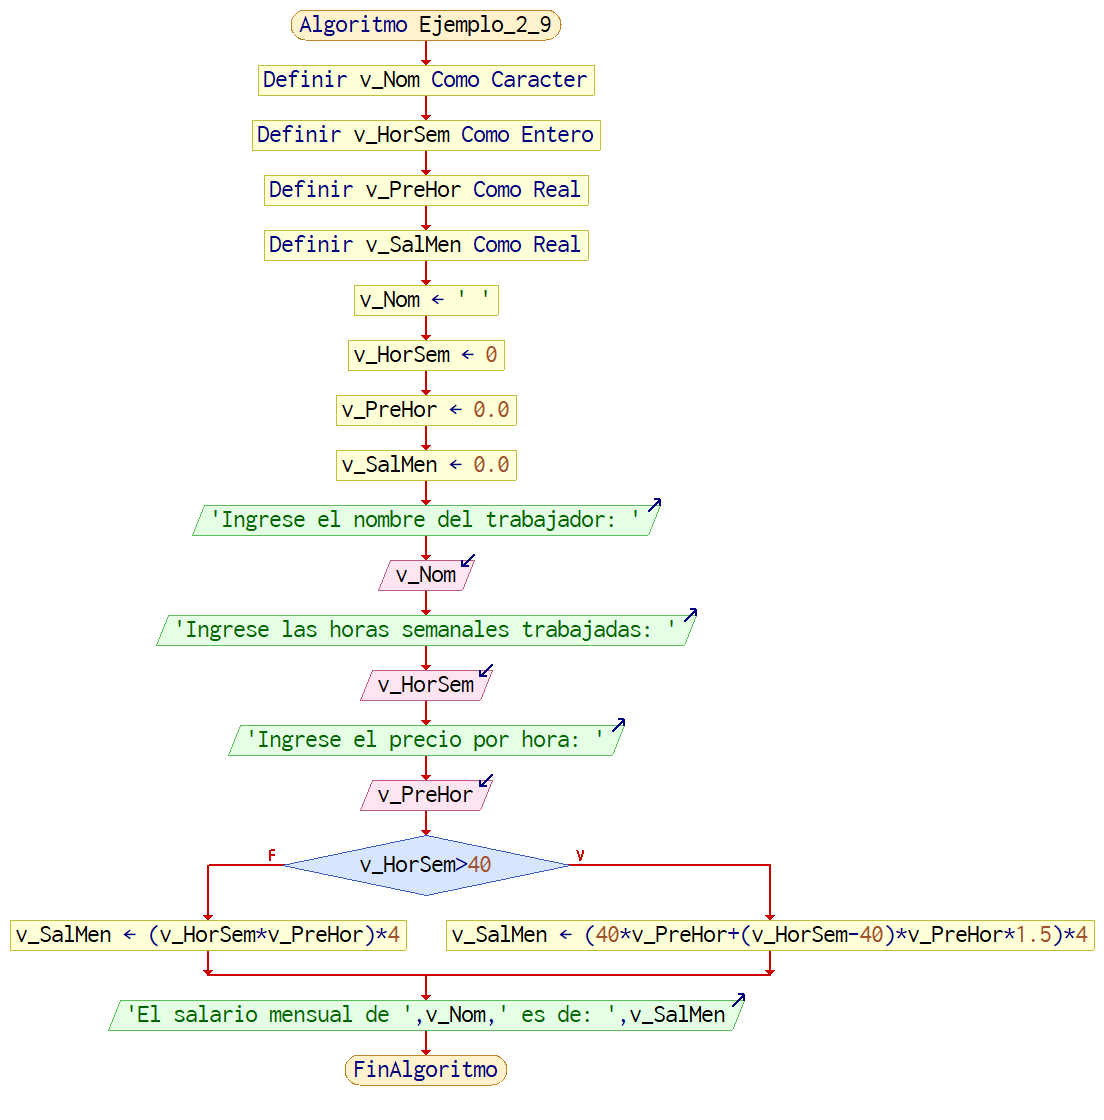 Algoritmo Ejemplo_2_9
Definir v_Nom Como Caracter
Definir v_HorSem Como Entero
Definir v_PreHor Como Real
Definir v_SalMen Como Real
v_Nom ← ' '
v_HorSem ← 0
v_PreHor ← 0.0
v_SalMen ← 0.0
'Ingrese el nombre del trabajador: '
v_Nom
'Ingrese las horas semanales trabajadas: '
v_HorSem
'Ingrese el precio por hora: '
v_PreHor
F
v_HorSem>40
V
v_SalMen ← (v_HorSem*v_PreHor)*4
v_SalMen ← (40*v_PreHor+(v_HorSem-40)*v_PreHor*1.5)*4
'El salario mensual de ',v_Nom,' es de: ',v_SalMen
FinAlgoritmo